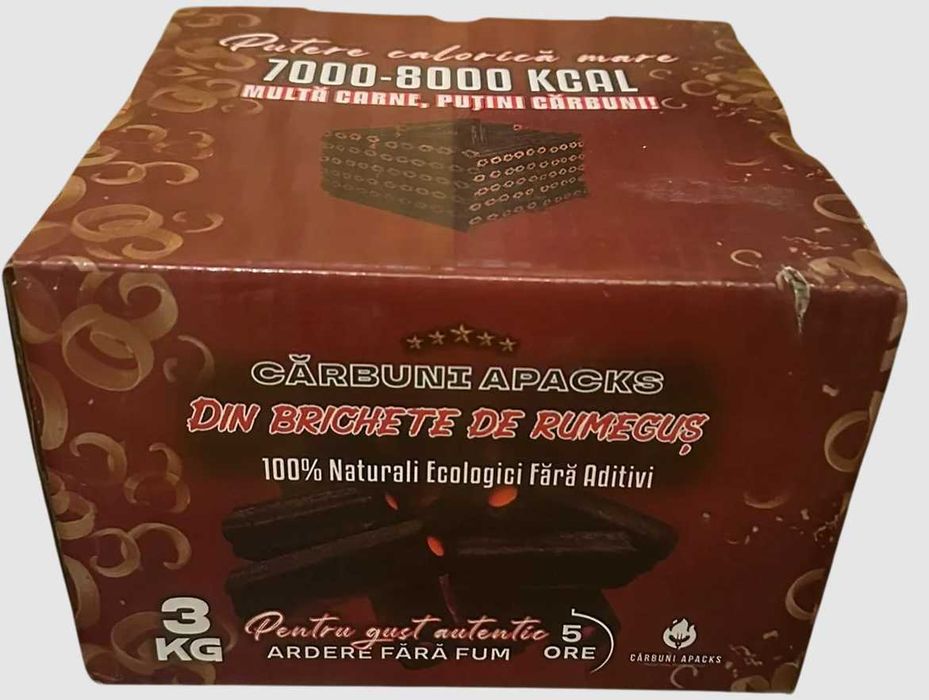 Putere calorică mare
7000-8000 KCAL
MULTĂ CARNE, PUȚINI CĂRBUNI!
CĂRBUNI APACKS
DIN BRICHETE DE RUMEGUȘ
100% Naturali Ecologici Fără Aditivi
3 KG
Pentru gust autentic
ARDERE FĂRĂ FUM
5 ORE
CĂRBUNI APACKS